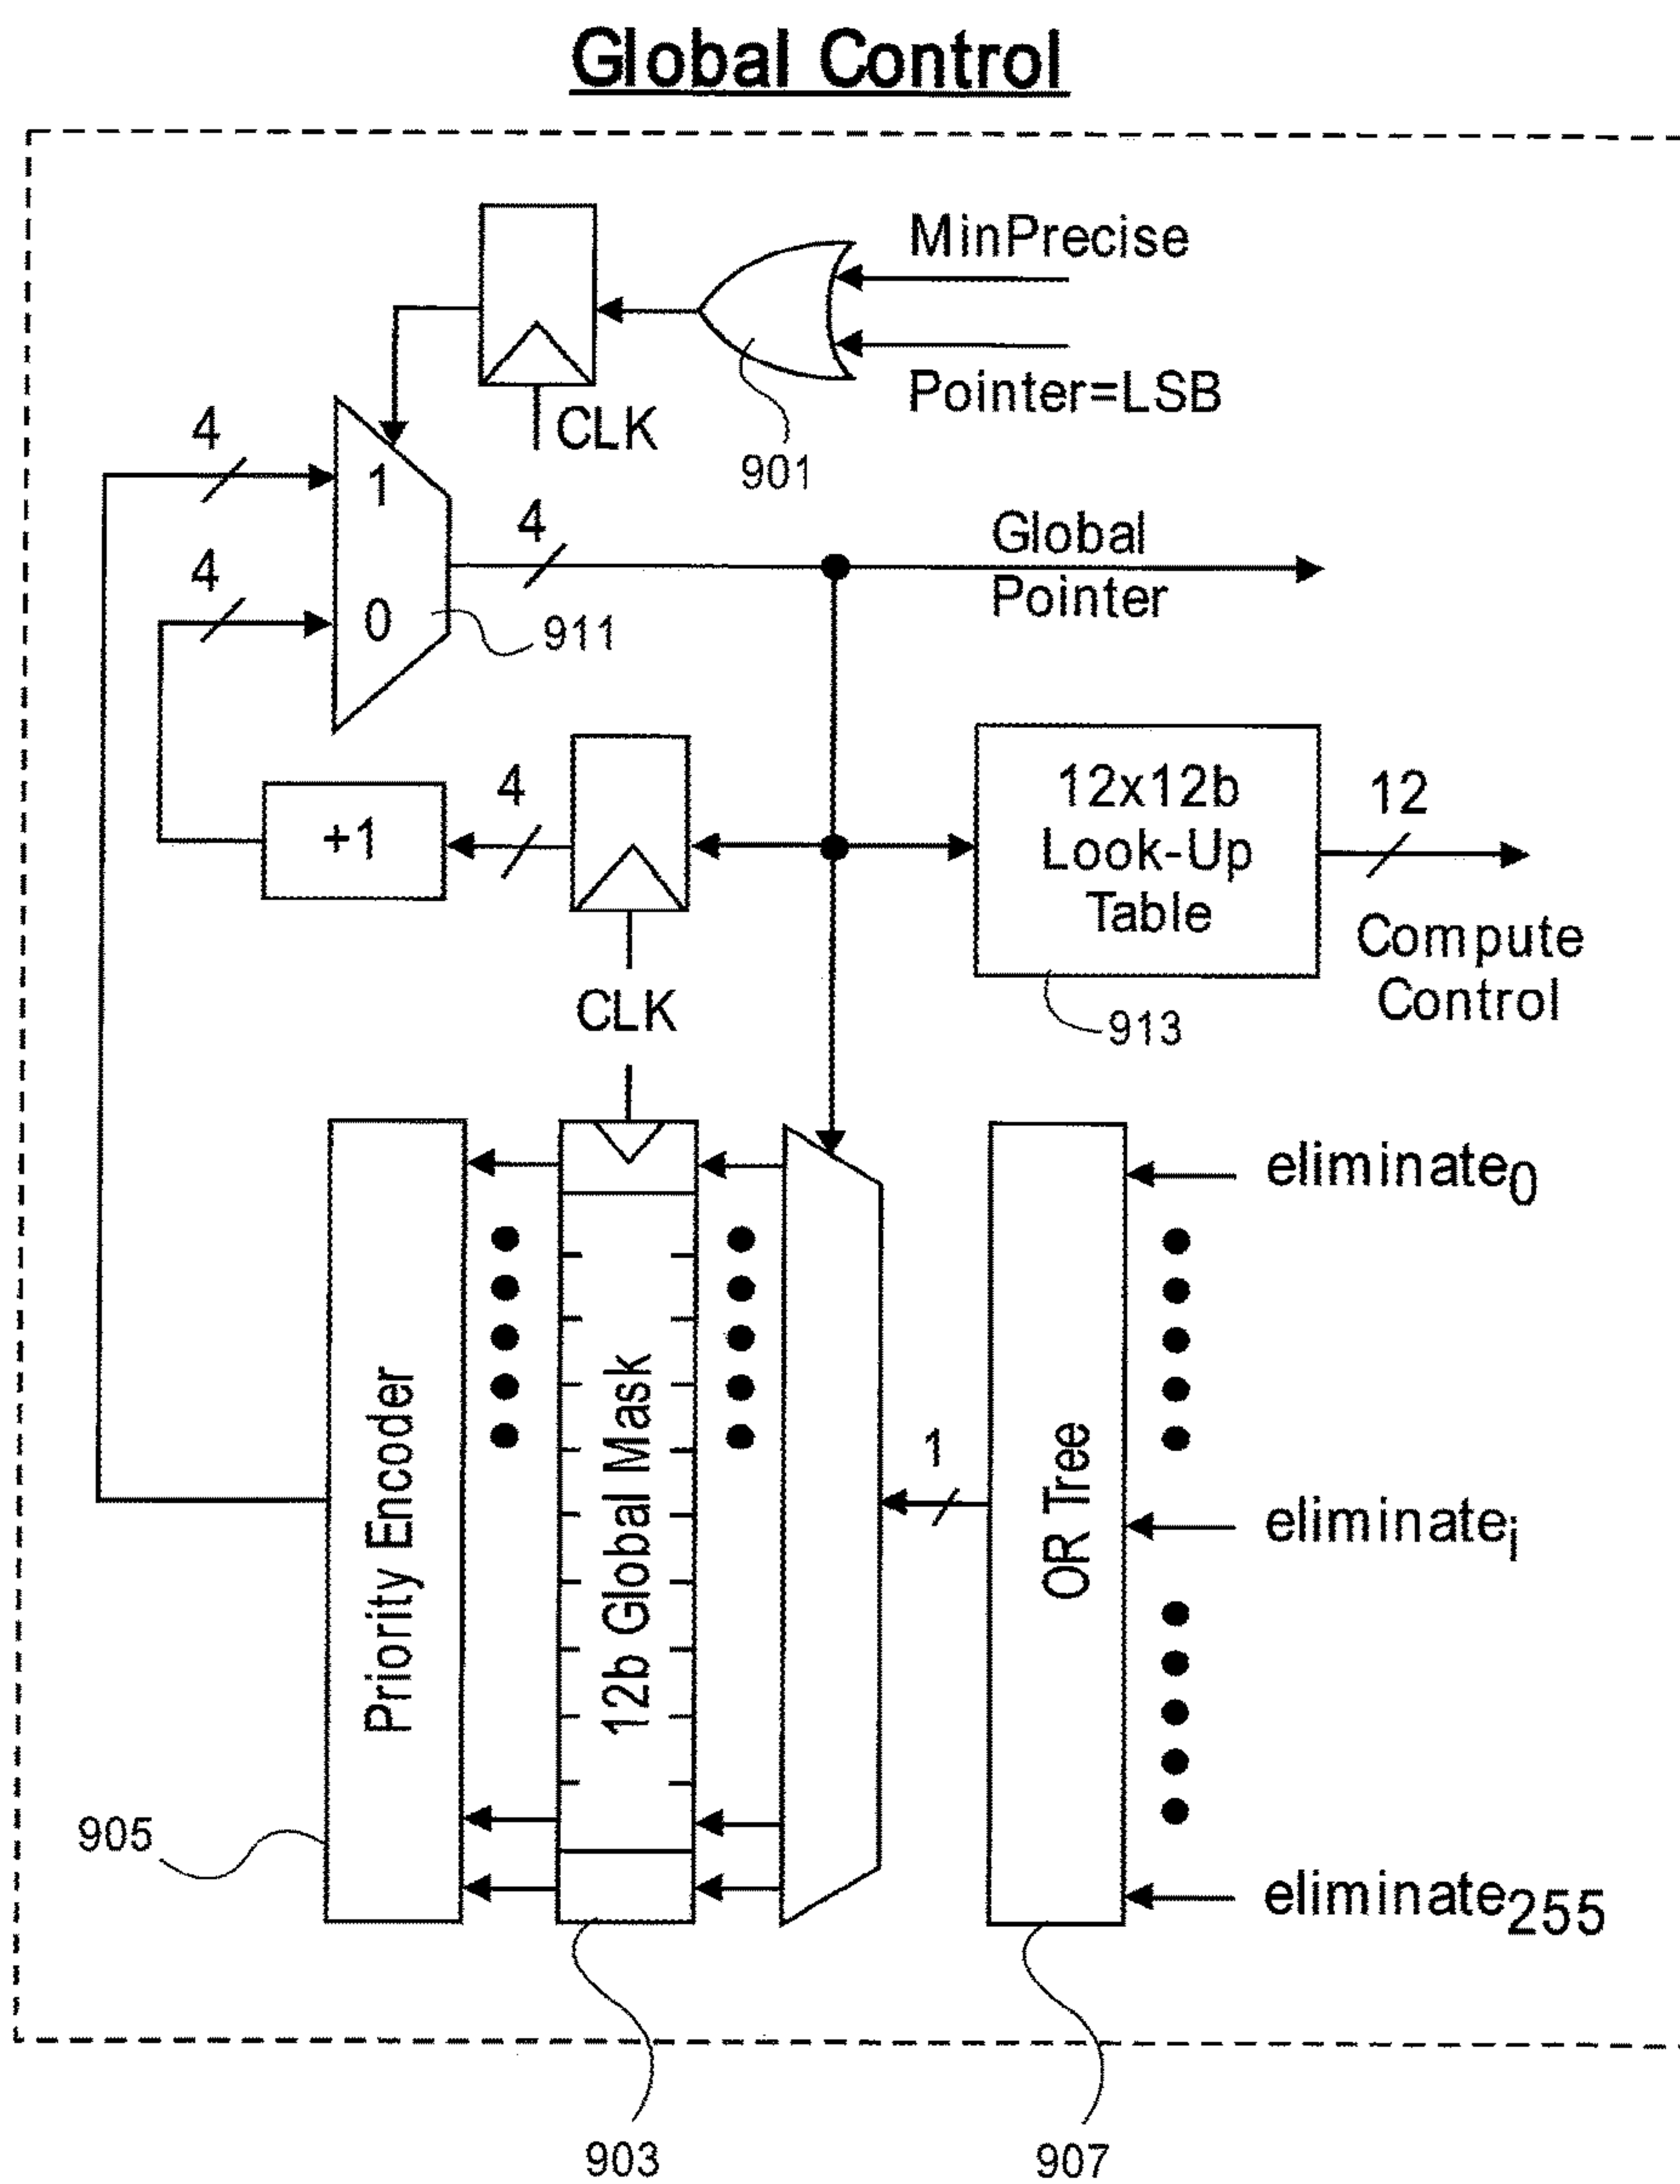 Global Control
MinPrecise
Pointer=LSB
CLK
901
4
1
4
Global
Pointer
4
0
911
+1
4
12x12b
Look-Up
Table
12
Compute
Control
CLK
913
Priority Encoder
12b Global Mask
1
OR Tree
eliminate0
eliminatei
eliminate255
905
903
907